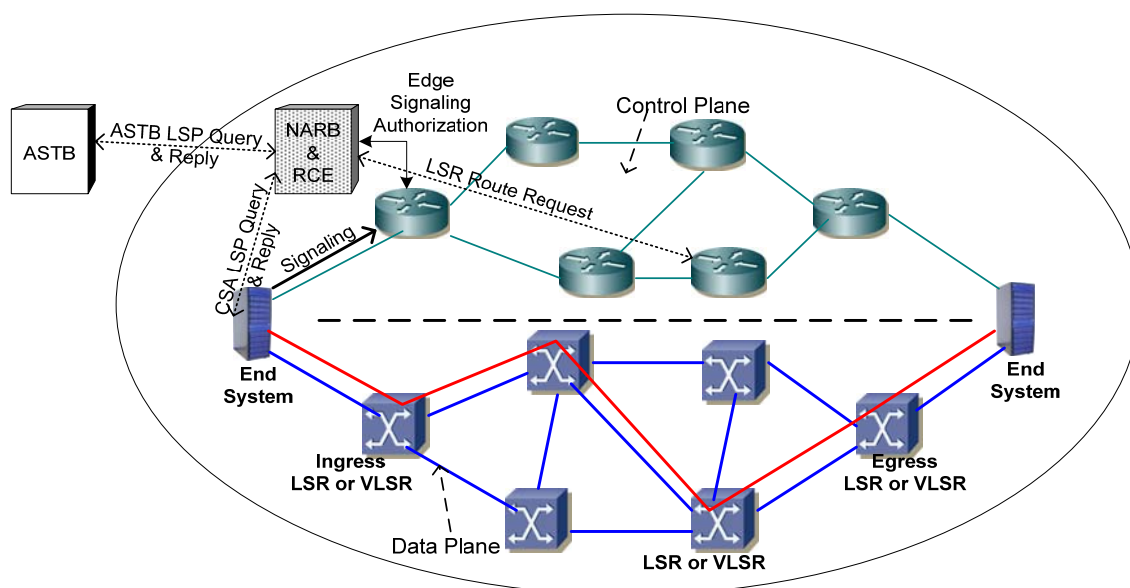 ASTB
ASTB LSP Query
& Reply
NARB
&
RCE
Edge
Signaling
Authorization
Control Plane
LSR Route Request
CSA LSP Query
& Reply
Signaling
End
System
End
System
Ingress
LSR or VLSR
Egress
LSR or VLSR
Data Plane
LSR or VLSR